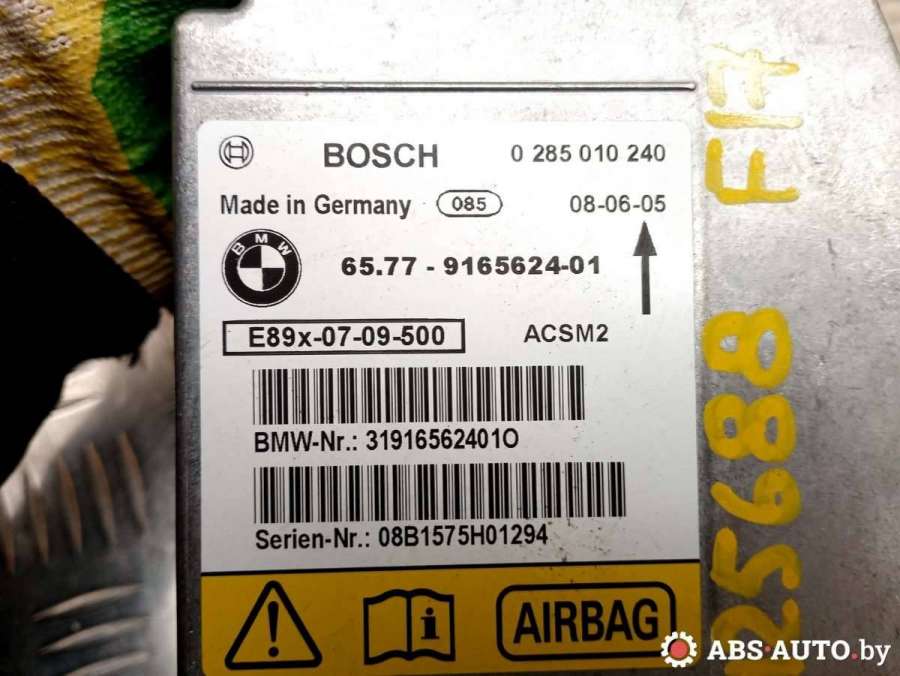 BOSCH 0 285 010 240
Made in Germany 085 08-06-05
BMW
65.77 - 9165624-01
E89x-07-09-500 ACSM2
BMW-Nr.: 31916562401O
Serien-Nr.: 08B1575H01294
AIRBAG
25688 F17
ABS-AUTO.by